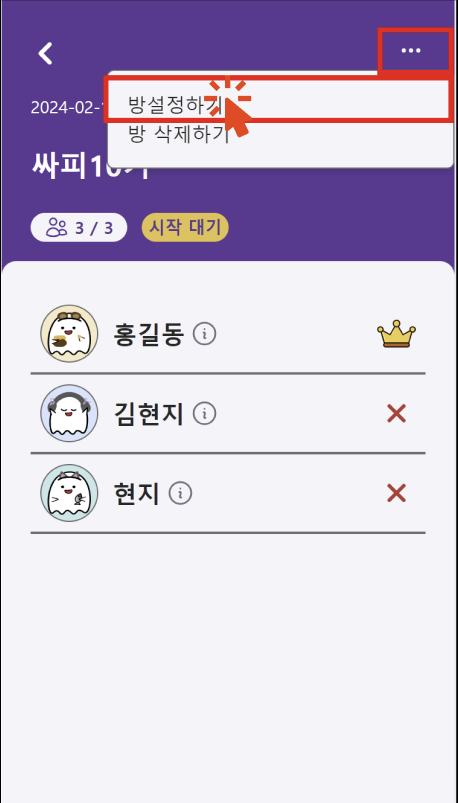 ···
2024-02-
방설정하기
방 삭제하기
싸피10기
3 / 3
시작 대기
홍길동
김현지
현지